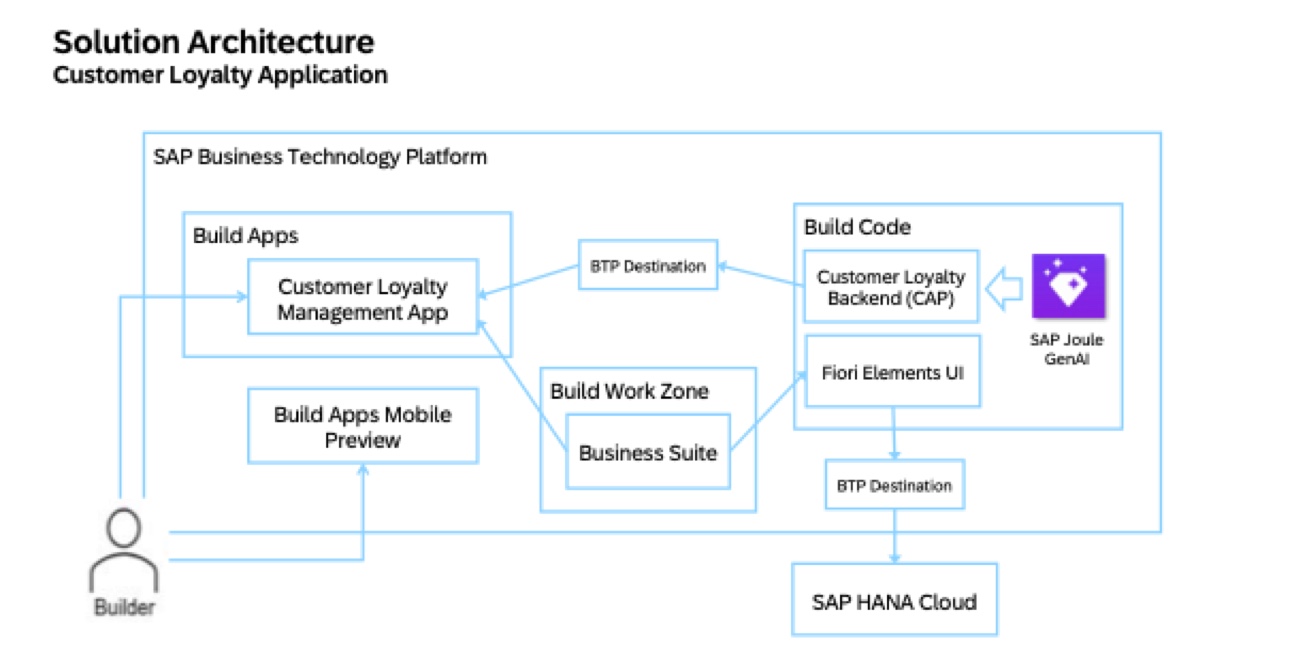 Solution Architecture
Customer Loyalty Application
SAP Business Technology Platform
Build Apps
Customer Loyalty
Management App
BTP Destination
Build Code
Customer Loyalty
Backend (CAP)
SAP Joule
GenAI
Fiori Elements UI
Build Apps Mobile
Preview
Build Work Zone
Business Suite
BTP Destination
Builder
SAP HANA Cloud